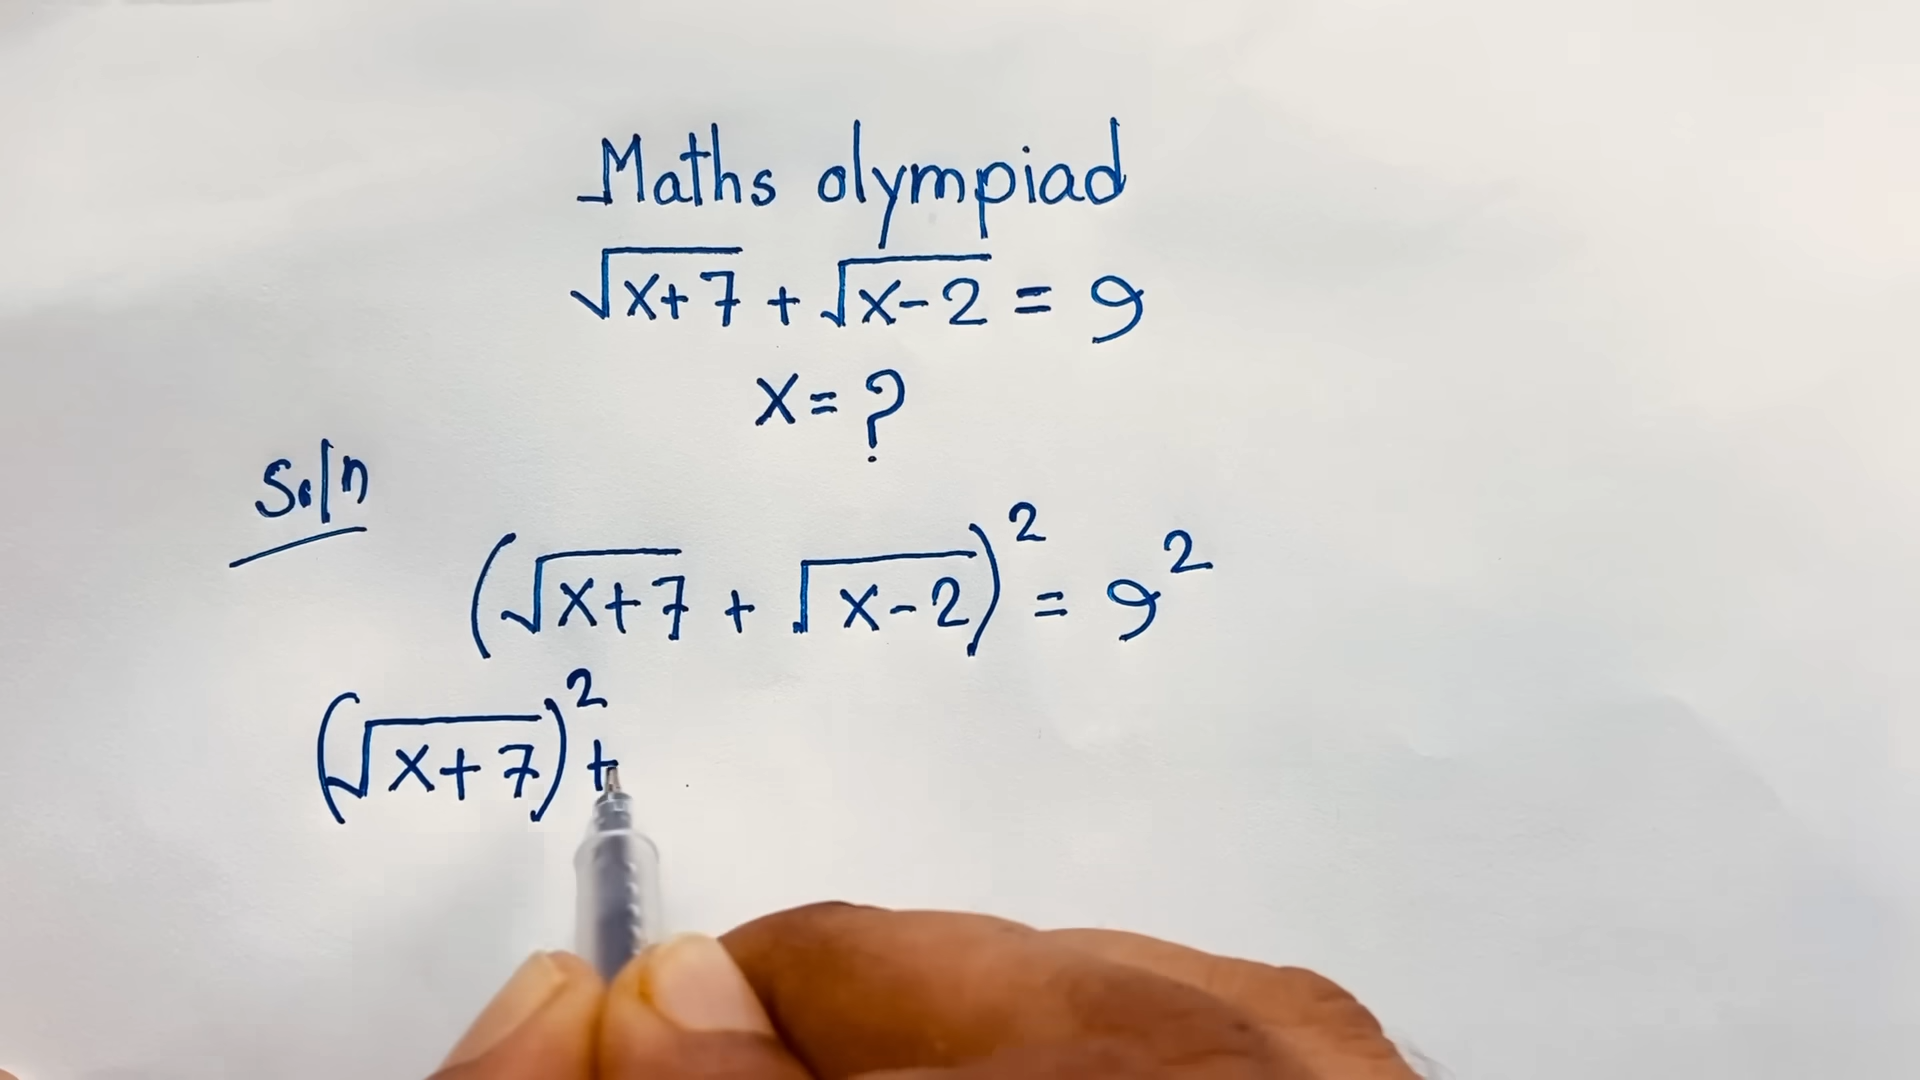 Maths olympiad
√x+7 + √x-2 = 9
x = ?
Soln
(√x+7 + √x-2)² = 9²
(√x+7)² +